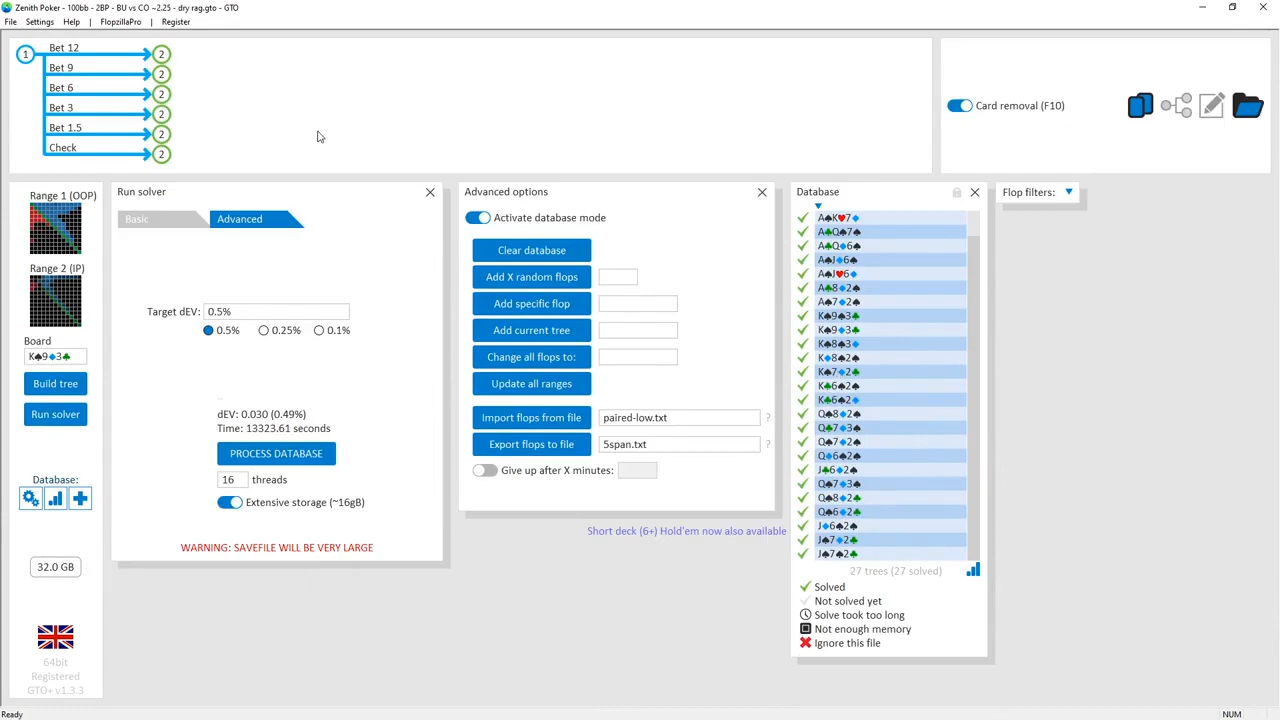 Zenith Poker - 100bb - 2BP - BU vs CO ~2.25 - dry rag.gto - GTO
File Settings Help FlopzillaPro Register
1 Bet 12 2
Bet 9 2
Bet 6 2
Bet 3 2
Bet 1.5 2
Check 2
Card removal (F10)
Range 1 (OOP)
Range 2 (IP)
Board
K♠9♦3♣
Build tree
Run solver
Database:
32.0 GB
64bit
Registered
GTO+ v1.3.3
Run solver
Basic Advanced
Target dEV: 0.5%
0.5% 0.25% 0.1%
dEV: 0.030 (0.49%)
Time: 13323.61 seconds
PROCESS DATABASE
16 threads
Extensive storage (~16gB)
WARNING: SAVEFILE WILL BE VERY LARGE
Advanced options
Activate database mode
Clear database
Add X random flops
Add specific flop
Add current tree
Change all flops to:
Update all ranges
Import flops from file paired-low.txt ?
Export flops to file 5span.txt ?
Give up after X minutes:
Short deck (6+) Hold'em now also available
Database
A♠K♥7♦
A♣Q♠7♠
A♣Q♦6♠
A♠J♦6♠
A♠J♥6♦
A♣8♦2♠
A♠7♦2♠
K♠9♠3♣
K♠9♦3♣
K♠8♠3♦
K♦8♠2♠
K♠7♦2♣
K♣6♠2♠
K♣6♠2♦
Q♠8♦2♠
Q♣7♦3♠
Q♠7♦2♠
Q♦6♠2♠
J♣6♦2♠
Q♠7♦3♠
Q♠8♦2♣
Q♠6♦2♣
J♦6♠2♠
J♠7♦2♣
J♠7♠2♣
27 trees (27 solved)
Solved
Not solved yet
Solve took too long
Not enough memory
Ignore this file
Flop filters:
Ready NUM